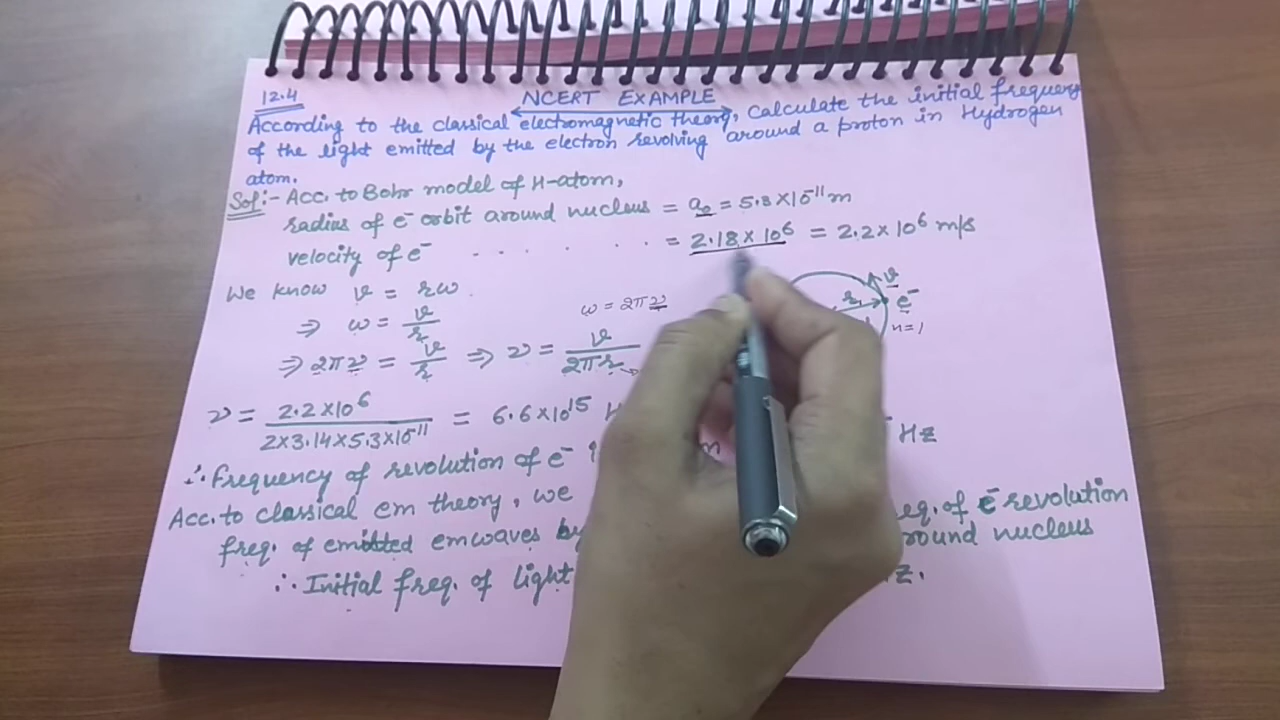 12.4
NCERT EXAMPLE
According to the classical electromagnetic theory, calculate the initial frequency
of the light emitted by the electron revolving around a proton in Hydrogen
atom.
Sol:- Acc. to Bohr model of H-atom,
radius of e⁻ orbit around nucleus = a₀ = 5.3×10⁻¹¹ m
velocity of e⁻ . . . . . . . = 2.18×10⁶ = 2.2×10⁶ m/s
We know v = rω.
⇒ ω = v/r
ω = 2πν
⇒ 2πν = v/r ⇒ ν = v/2πr
v
r₁ e⁻
n=1
ν = 2.2×10⁶ / 2×3.14×5.3×10⁻¹¹ = 6.6×10¹⁵ Hz
∴ Frequency of revolution of e⁻
Acc. to classical em theory, we freq. of e⁻ revolution
freq. of emitted em waves by around nucleus
∴ Initial freq. of light Hz.